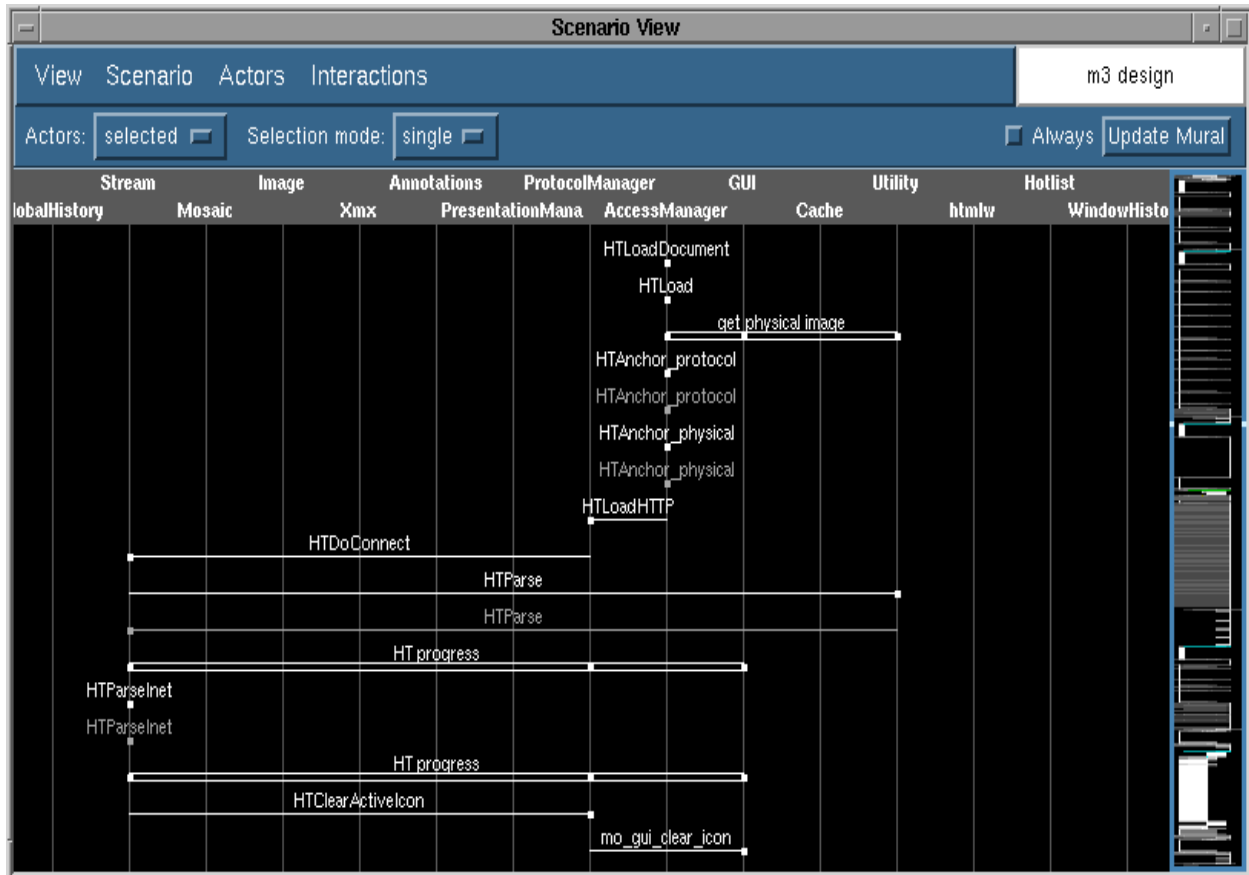 Scenario View
View Scenario Actors Interactions m3 design
Actors: selected Selection mode: single Always Update Mural
Stream Image Annotations ProtocolManager GUI Utility Hotlist
lobalHistory Mosaic Xmx PresentationMana AccessManager Cache htmlw WindowHisto
HTLoadDocument
HTLoad
get physical image
HTAnchor_protocol
HTAnchor_protocol
HTAnchor_physical
HTAnchor_physical
HTLoadHTTP
HTDoConnect
HTParse
HTParse
HT progress
HTParseInet
HTParseInet
HT progress
HTClearActiveIcon
mo_gui_clear_icon